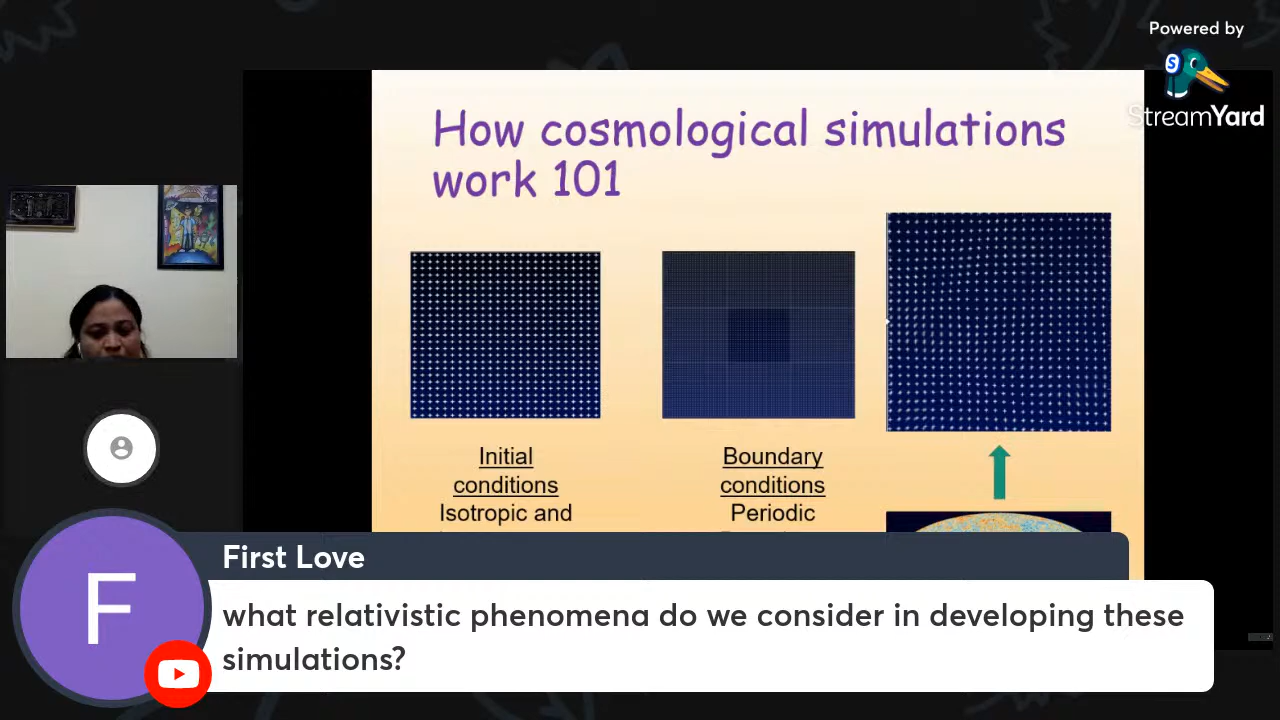 Powered by
StreamYard
How cosmological simulations
work 101
Initial
conditions
Isotropic and
Boundary
conditions
Periodic
F
First Love
what relativistic phenomena do we consider in developing these
simulations?